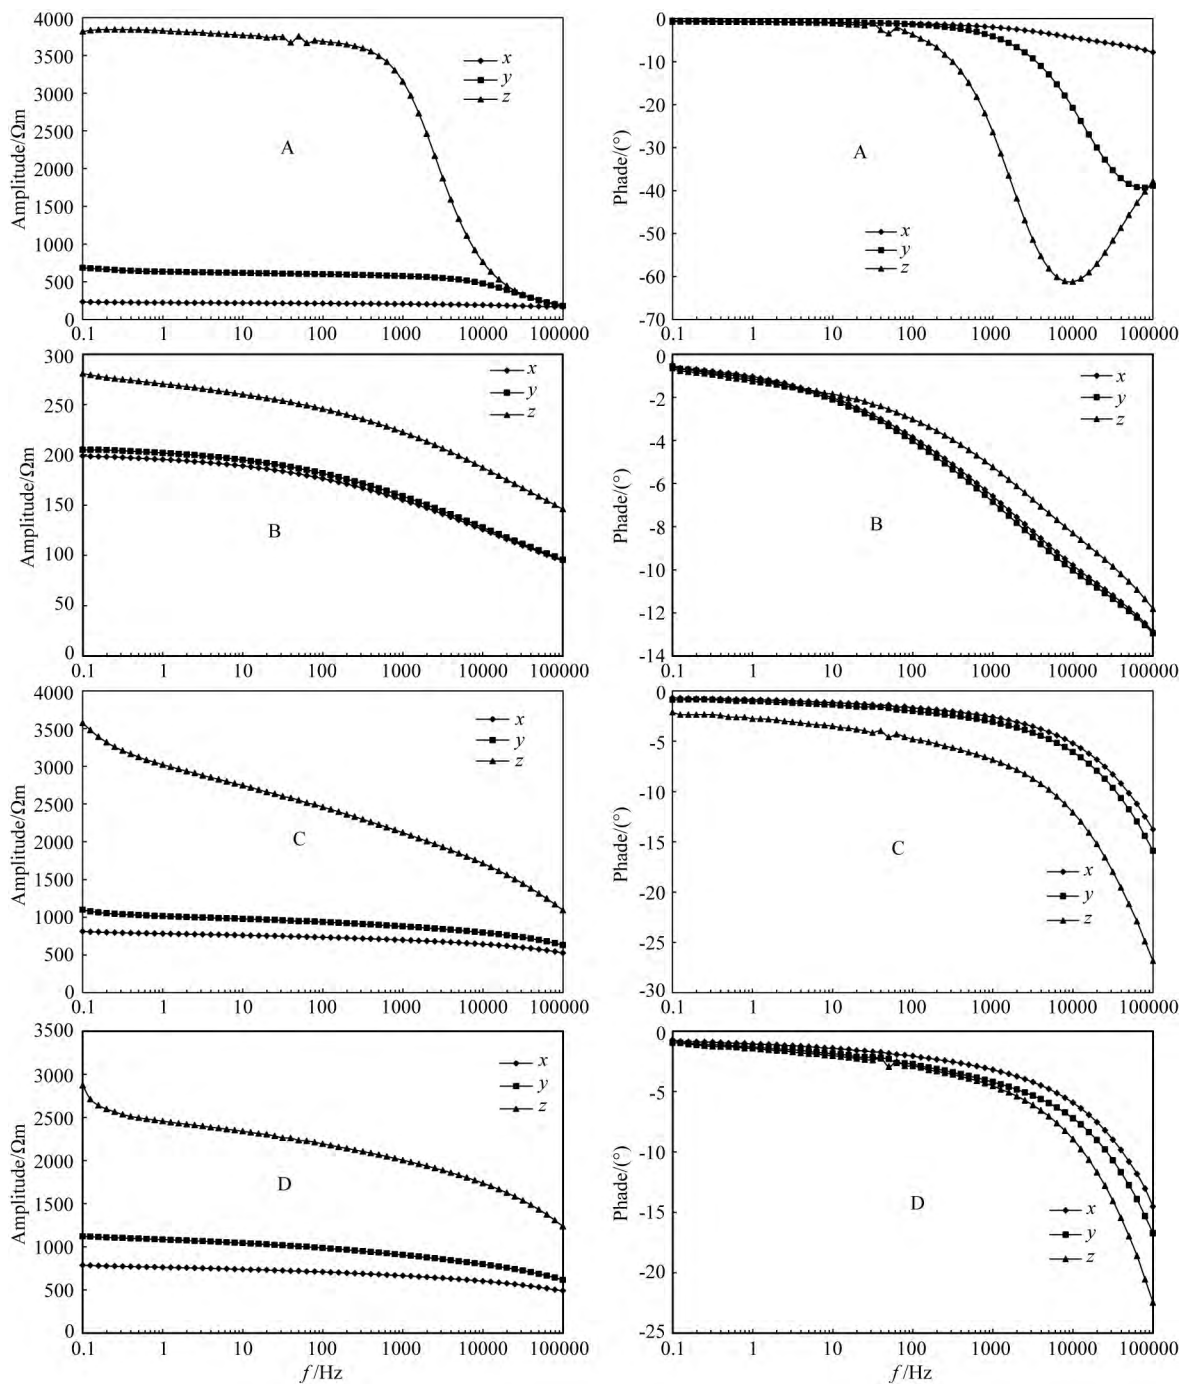 4000
3500
3000
2500
2000
1500
1000
500
0
Amplitude/Ωm
x
y
z
A
0.1 1 10 100 1000 10000 100000
0
-10
-20
-30
-40
-50
-60
-70
Phade/(°)
A
x
y
z
0.1 1 10 100 1000 10000 100000
300
250
200
150
100
50
0
Amplitude/Ωm
x
y
z
B
0.1 1 10 100 1000 10000 100000
0
-2
-4
-6
-8
-10
-12
-14
Phade/(°)
x
y
z
B
0.1 1 10 100 1000 10000 100000
4000
3500
3000
2500
2000
1500
1000
500
0
Amplitude/Ωm
x
y
z
C
0.1 1 10 100 1000 10000 100000
0
-5
-10
-15
-20
-25
-30
Phade/(°)
C
x
y
z
0.1 1 10 100 1000 10000 100000
3500
3000
2500
2000
1500
1000
500
0
Amplitude/Ωm
x
y
z
D
0.1 1 10 100 1000 10000 100000
f/Hz
0
-5
-10
-15
-20
-25
Phade/(°)
D
x
y
z
0.1 1 10 100 1000 10000 100000
f/Hz